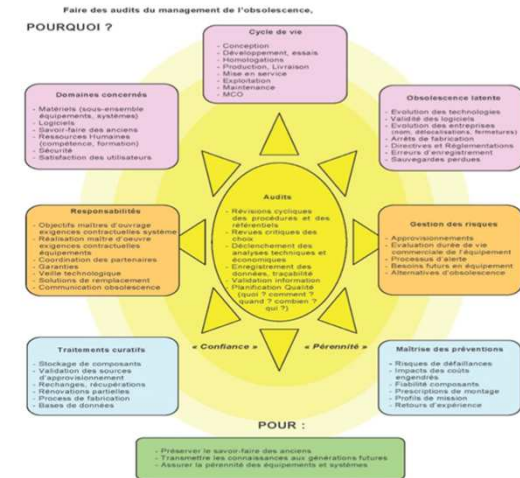 Faire des audits du management de l'obsolescence,
POURQUOI ?
Cycle de vie
- Conception
- Développement, essais
- Homologations
- Production, Livraison
- Mise en service
- Exploitation
- Maintenance
- MCO
Domaines concernés
- Matériels (sous-ensemble
équipements, systèmes)
- Logiciels
- Savoir-faire des anciens
- Ressources Humaines
(compétence, formation)
- Sécurité
- Satisfaction des utilisateurs
Obsolescence latente
- Evolution des technologies
- Validité des logiciels
- Evolution des entreprises
(nom, délocalisations, fermetures)
- Arrêts de fabrication
- Directives et Réglementations
- Erreurs d'enregistrement
- Sauvegardes perdues
Responsabilités
- Objectifs maîtres d'ouvrage
exigences contractuelles système
- Réalisation maître d'oeuvre
exigences contractuelles
équipements
- Coordination des partenaires
- Garanties
- Veille technologique
- Solutions de remplacement
- Communication obsolescence
Audits
- Révisions cycliques
des procédures et des
référentiels
- Revues critiques des
choix
- Déclenchement des
analyses techniques et
économiques
- Enregistrement des
données, traçabilité
- Validation information
- Planification Qualité
(quoi ? comment ?
quand ? combien ?
qui ?)
Gestion des risques
- Approvisionnements
- Evaluation durée de vie
commerciale de l'équipement
- Processus d'alerte
- Besoins futurs en équipement
- Alternatives d'obsolescence
Traitements curatifs
- Stockage de composants
- Validation des sources
d'approvisionnement
- Rechanges, récupérations
- Rénovations partielles
- Process de fabrication
- Bases de données
« Confiance »
« Pérennité »
Maîtrise des préventions
- Risques de défaillances
- Impacts des coûts
engendrés
- Fiabilité composants
- Prescriptions de montage
- Profils de mission
- Retours d'expérience
POUR :
- Préserver le savoir-faire des anciens
- Transmettre les connaissances aux générations futures
- Assurer la pérennité des équipements et systèmes